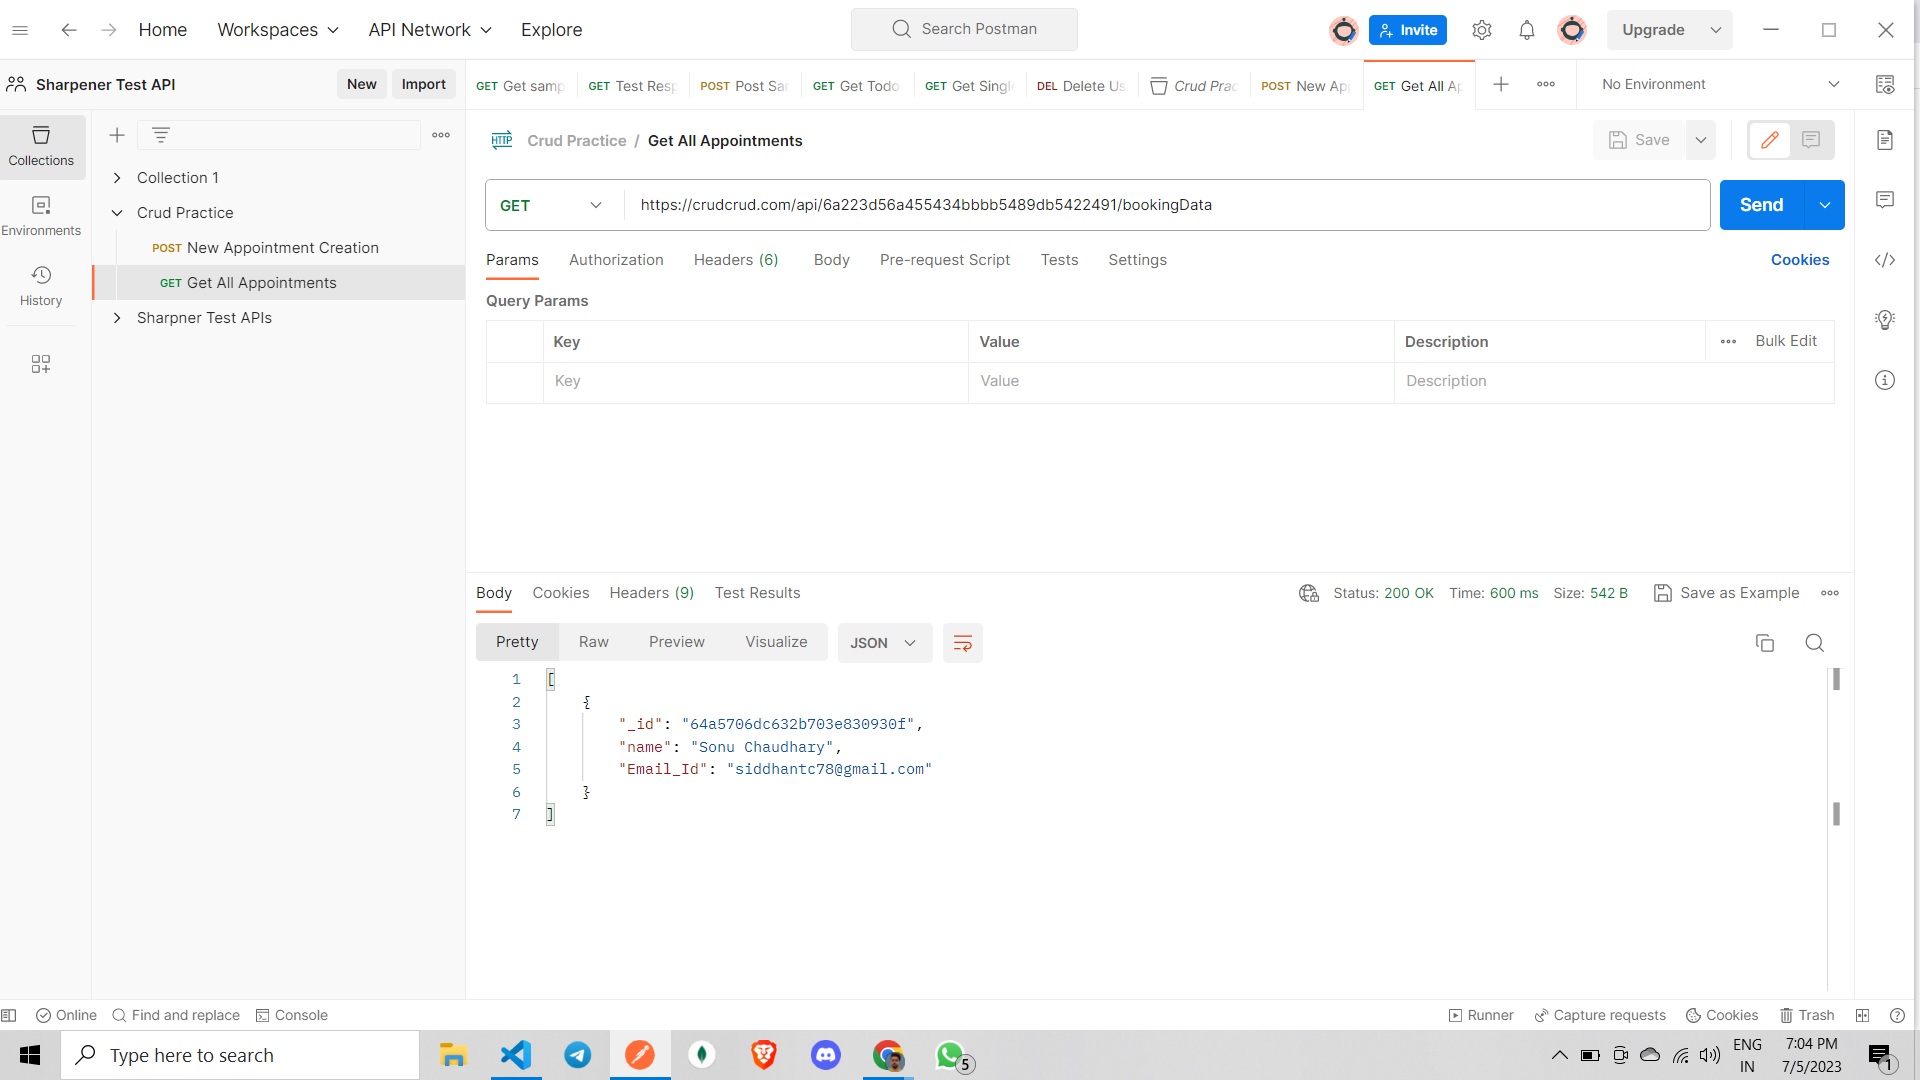 Home Workspaces API Network Explore Search Postman Invite Upgrade
Sharpener Test API New Import GET Get samp GET Test Resp POST Post Sar GET Get Todo GET Get Singl DEL Delete Us Crud Prac POST New Ap GET Get All Ap No Environment
Collections
Environments
History
Collection 1
Crud Practice
POST New Appointment Creation
GET Get All Appointments
Sharpner Test APIs
Crud Practice / Get All Appointments Save
GET https://crudcrud.com/api/6a223d56a455434bbbb5489db5422491/bookingData Send
Params Authorization Headers (6) Body Pre-request Script Tests Settings Cookies
Query Params
Key Value Description Bulk Edit
Key Value Description
Body Cookies Headers (9) Test Results Status: 200 OK Time: 600 ms Size: 542 B Save as Example
Pretty Raw Preview Visualize JSON
1 [
2 {
3 "_id": "64a5706dc632b703e830930f",
4 "name": "Sonu Chaudhary",
5 "Email_Id": "siddhantc78@gmail.com"
6 }
7 ]
Online Find and replace Console Runner Capture requests Cookies Trash
Type here to search 5 ENG IN 7:04 PM 7/5/2023 1